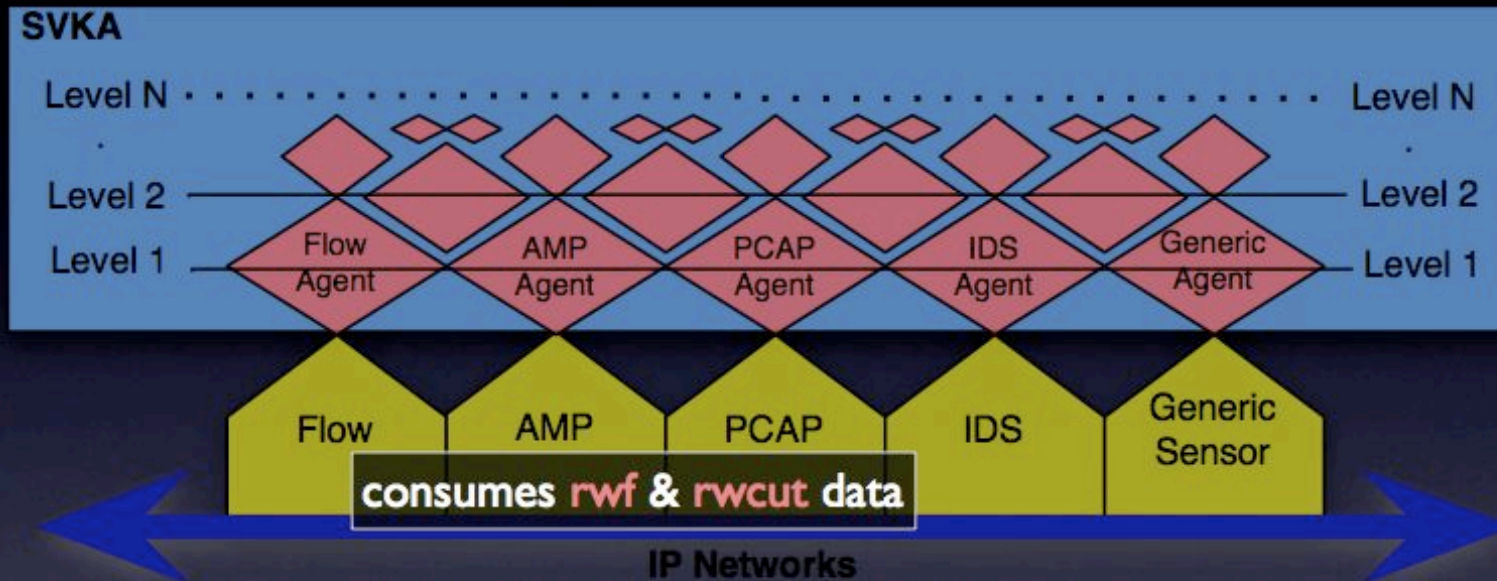 SVKA
Level N
Level N
Level 2
Level 2
Level 1
Level 1
Flow
Agent
AMP
Agent
PCAP
Agent
IDS
Agent
Generic
Agent
Flow
AMP
PCAP
IDS
Generic
Sensor
consumes rwf & rwcut data
IP Networks